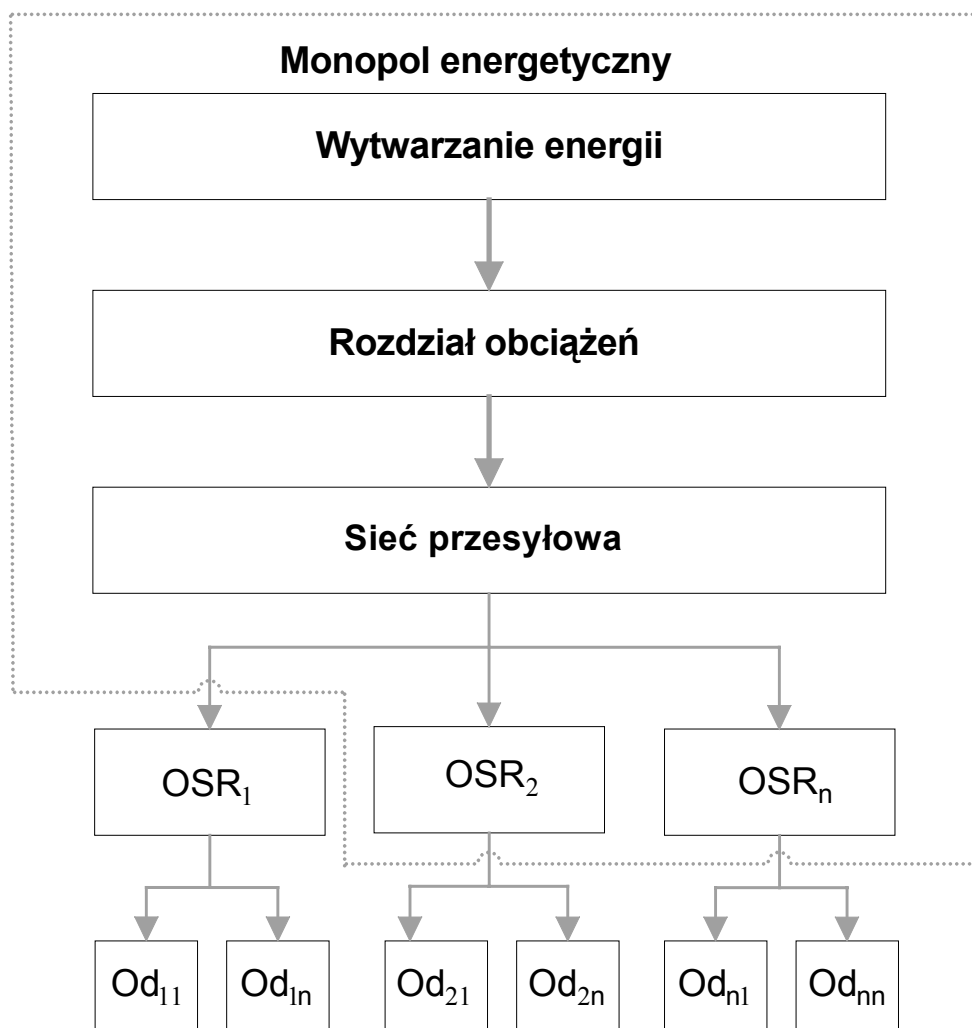 Monopol energetyczny
Wytwarzanie energii
Rozdział obciążeń
Sieć przesyłowa
OSR₁ OSR₂ OSRₙ
Od₁₁ Od₁ₙ Od₂₁ Od₂ₙ Odₙ₁ Odₙₙ